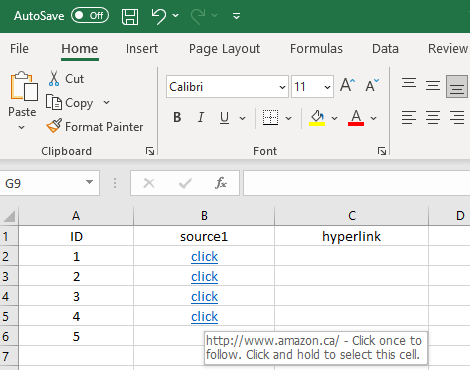 AutoSave Off
File Home Insert Page Layout Formulas Data Review
Paste
Cut
Copy
Format Painter
Clipboard
Calibri 11 A A
B I U A
Font
G9 fx
A B C D
1 ID source1 hyperlink
2 1 click
3 2 click
4 3 click
5 4 click
6 5
7
http://www.amazon.ca/ - Click once to
follow. Click and hold to select this cell.